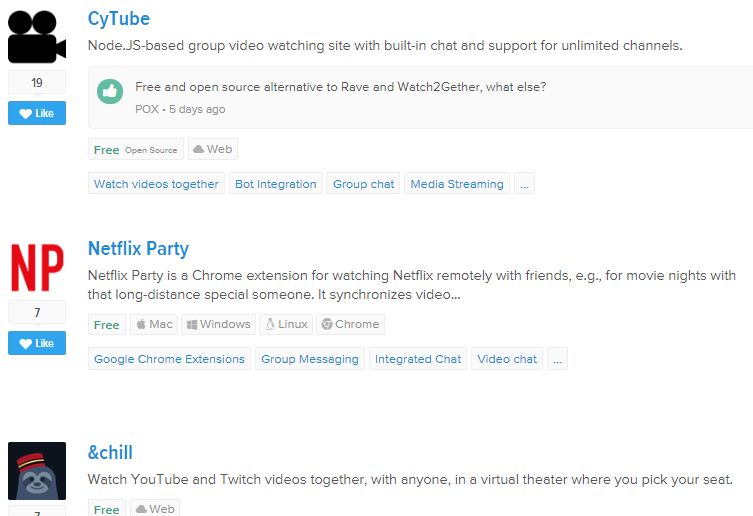 CyTube
Node.JS-based group video watching site with built-in chat and support for unlimited channels.
19
Like
Free and open source alternative to Rave and Watch2Gether, what else?
POX • 5 days ago
Free Open Source Web
Watch videos together Bot Integration Group chat Media Streaming ...
NP
7
Like
Netflix Party
Netflix Party is a Chrome extension for watching Netflix remotely with friends, e.g., for movie nights with
that long-distance special someone. It synchronizes video...
Free Mac Windows Linux Chrome
Google Chrome Extensions Group Messaging Integrated Chat Video chat ...
&chill
Watch YouTube and Twitch videos together, with anyone, in a virtual theater where you pick your seat.
7
Free Web